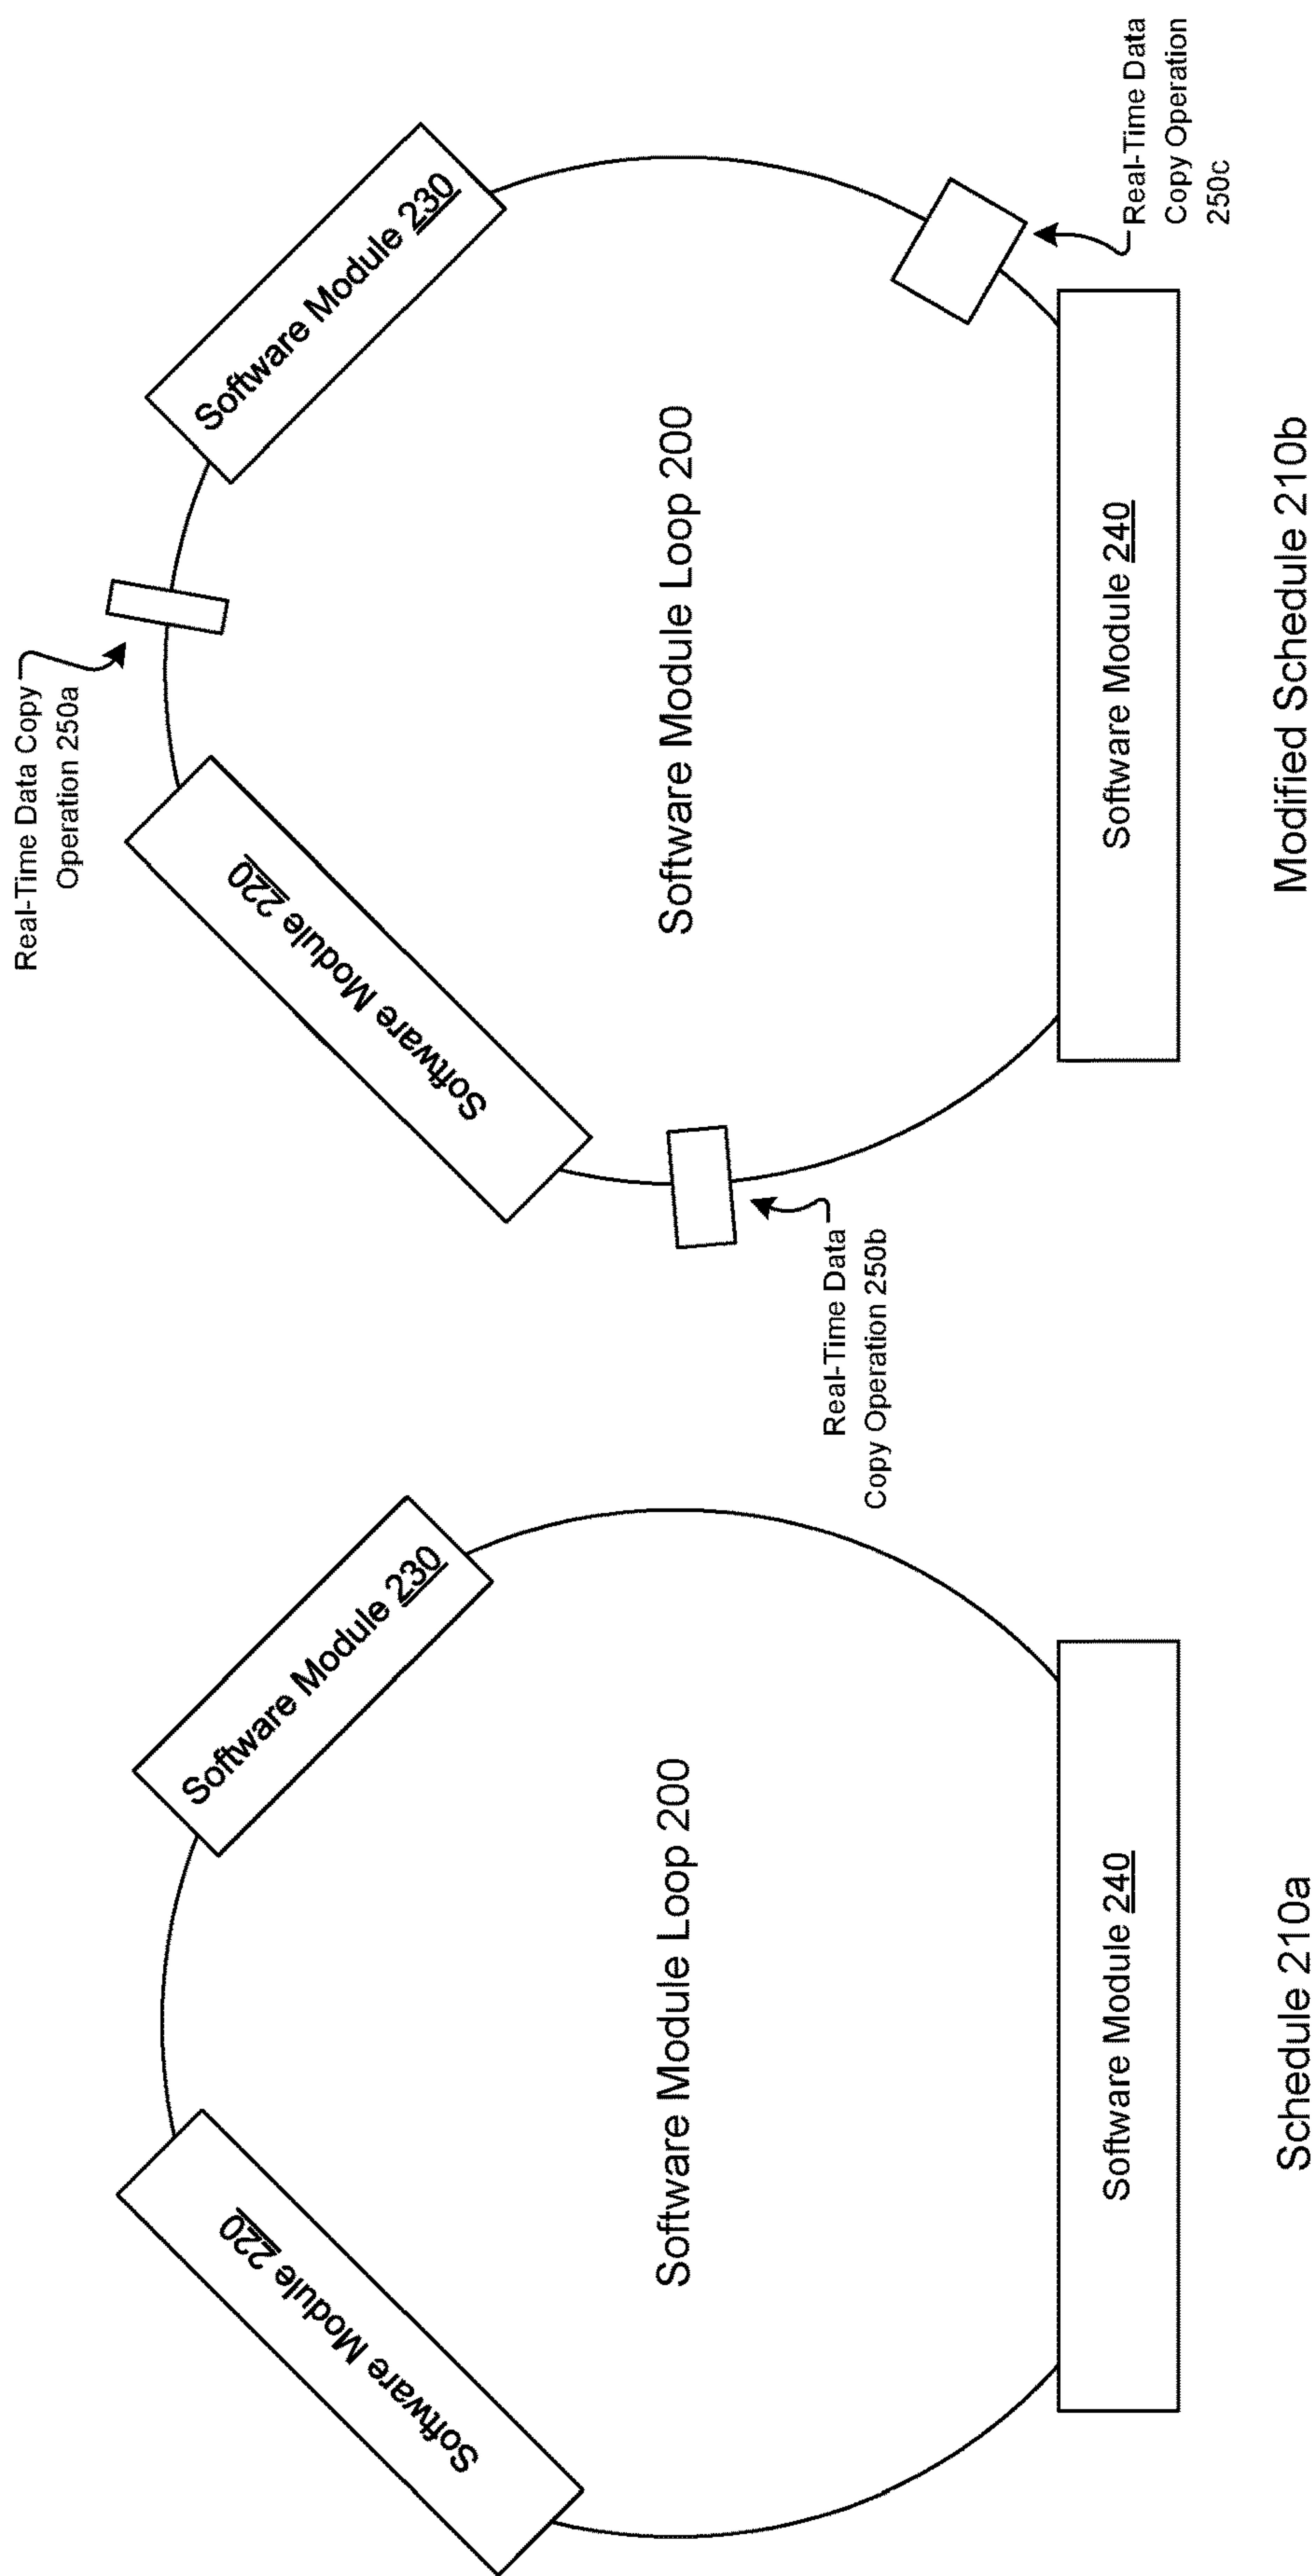 Software Module 220
Software Module 230
Software Module Loop 200
Software Module 240
Schedule 210a
Real-Time Data Copy
Operation 250a
Software Module 220
Software Module 230
Software Module Loop 200
Real-Time Data
Copy Operation 250b
Real-Time Data
Copy Operation
250c
Software Module 240
Modified Schedule 210b